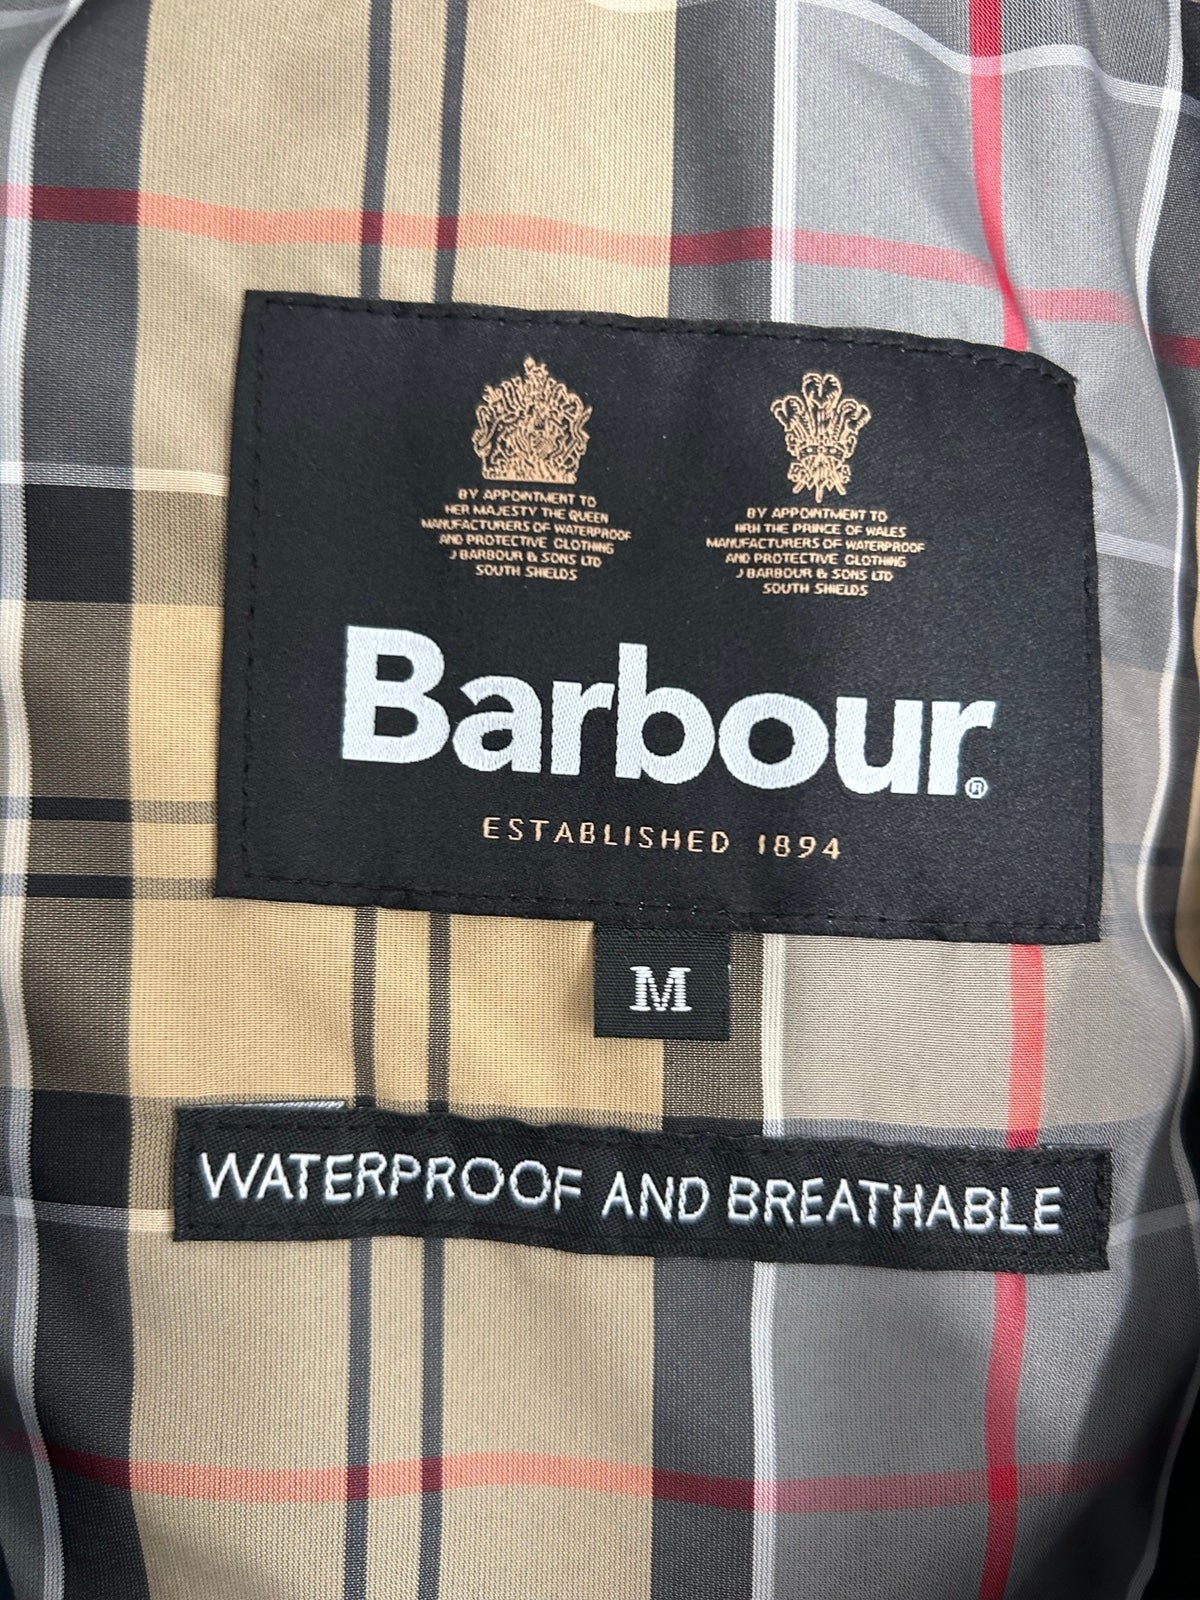 BY APPOINTMENT TO
HER MAJESTY THE QUEEN
MANUFACTURERS OF WATERPROOF
AND PROTECTIVE CLOTHING
J BARBOUR & SONS LTD
SOUTH SHIELDS
BY APPOINTMENT TO
HRH THE PRINCE OF WALES
MANUFACTURERS OF WATERPROOF
AND PROTECTIVE CLOTHING
J BARBOUR & SONS LTD
SOUTH SHIELDS
Barbour®
ESTABLISHED 1894
M
WATERPROOF AND BREATHABLE